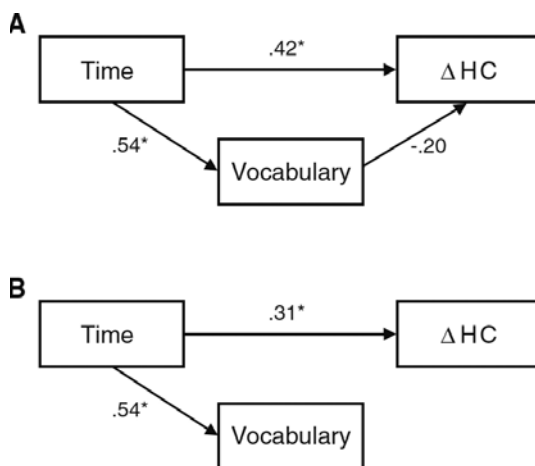 A
Time
.42*
ΔHC
.54*
Vocabulary
-.20
B
Time
.31*
ΔHC
.54*
Vocabulary